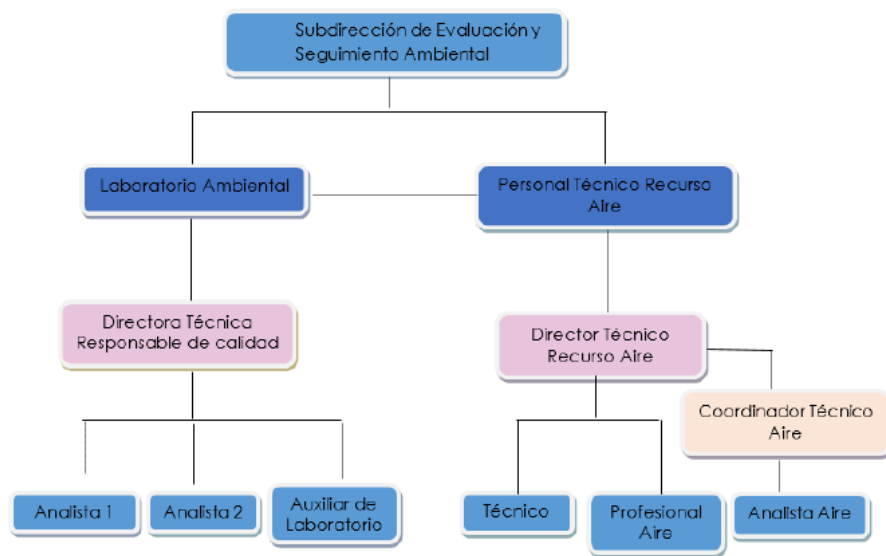 Subdirección de Evaluación y
Seguimiento Ambiental
Laboratorio Ambiental
Personal Técnico Recurso
Aire
Directora Técnica
Responsable de calidad
Director Técnico
Recurso Aire
Coordinador Técnico
Aire
Analista 1
Analista 2
Auxiliar de
Laboratorio
Técnico
Profesional
Aire
Analista Aire